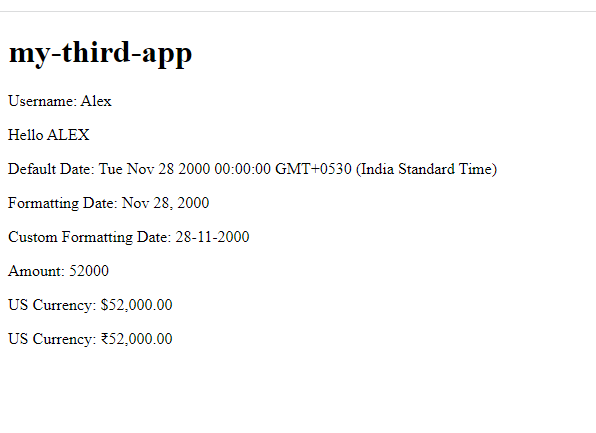 my-third-app
Username: Alex
Hello ALEX
Default Date: Tue Nov 28 2000 00:00:00 GMT+0530 (India Standard Time)
Formatting Date: Nov 28, 2000
Custom Formatting Date: 28-11-2000
Amount: 52000
US Currency: $52,000.00
US Currency: ₹52,000.00